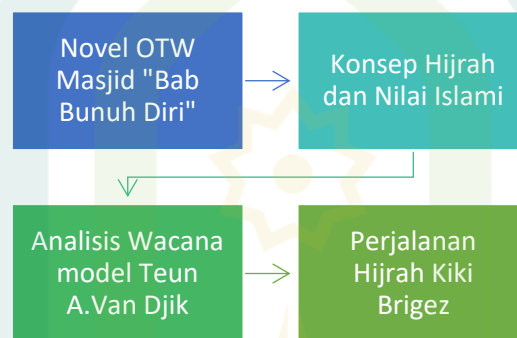 Novel OTW
Masjid "Bab
Bunuh Diri"
Konsep Hijrah
dan Nilai Islami
Analisis Wacana
model Teun
A.Van Djik
Perjalanan
Hijrah Kiki
Brigez